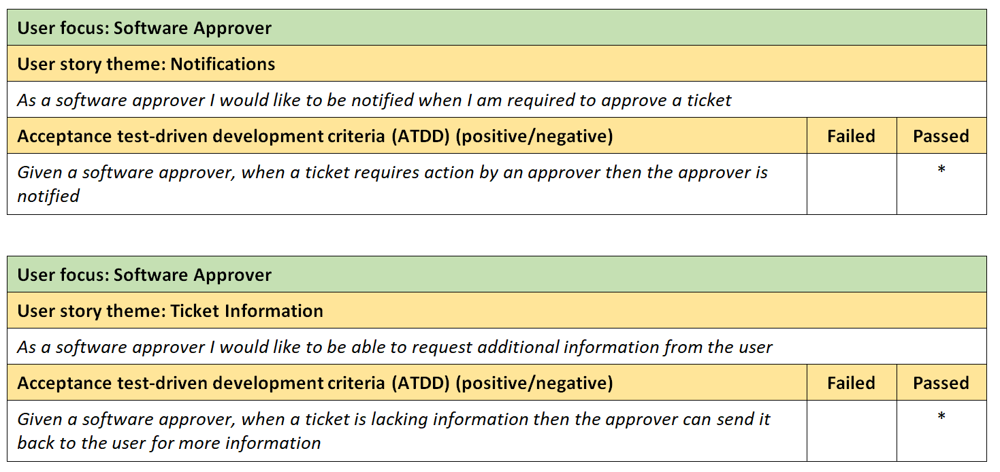 User focus: Software Approver
User story theme: Notifications
As a software approver I would like to be notified when I am required to approve a ticket
Acceptance test-driven development criteria (ATDD) (positive/negative) Failed Passed
Given a software approver, when a ticket requires action by an approver then the approver is *
notified
User focus: Software Approver
User story theme: Ticket Information
As a software approver I would like to be able to request additional information from the user
Acceptance test-driven development criteria (ATDD) (positive/negative) Failed Passed
Given a software approver, when a ticket is lacking information then the approver can send it *
back to the user for more information